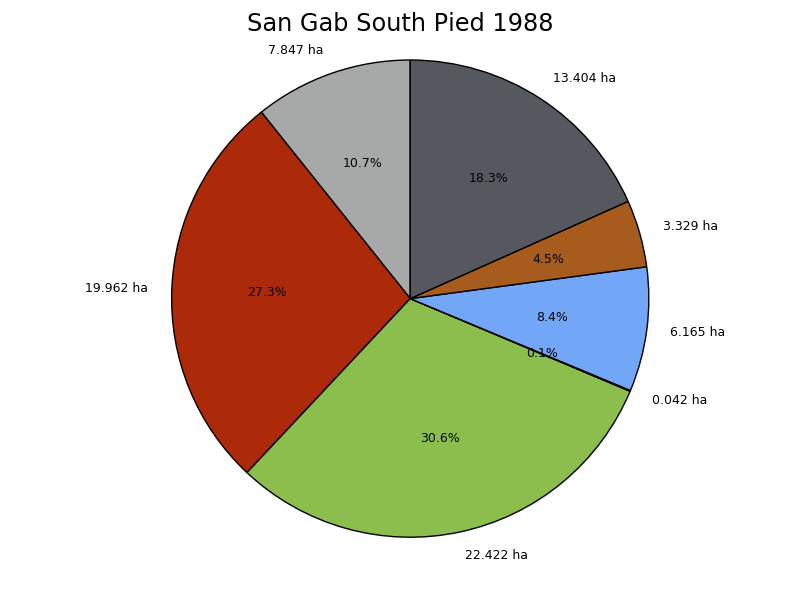 San Gab South Pied 1988
7.847 ha
13.404 ha
10.7%
18.3%
3.329 ha
4.5%
19.962 ha
27.3%
8.4%
6.165 ha
0.1%
0.042 ha
30.6%
22.422 ha